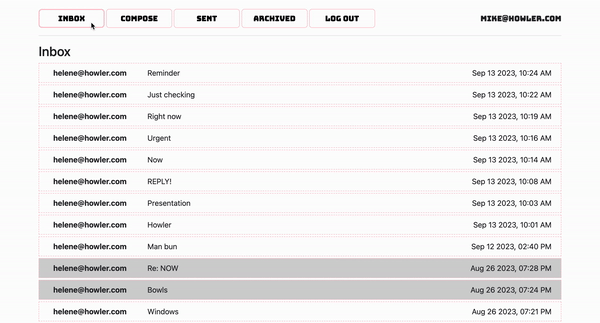 INBOX COMPOSE SENT ARCHIVED LOG OUT MIKE@HOWLER.COM
Inbox
helene@howler.com Reminder Sep 13 2023, 10:24 AM
helene@howler.com Just checking Sep 13 2023, 10:22 AM
helene@howler.com Right now Sep 13 2023, 10:19 AM
helene@howler.com Urgent Sep 13 2023, 10:16 AM
helene@howler.com Now Sep 13 2023, 10:14 AM
helene@howler.com REPLY! Sep 13 2023, 10:08 AM
helene@howler.com Presentation Sep 13 2023, 10:03 AM
helene@howler.com Howler Sep 13 2023, 10:01 AM
helene@howler.com Man bun Sep 12 2023, 02:40 PM
helene@howler.com Re: NOW Aug 26 2023, 07:28 PM
helene@howler.com Bowls Aug 26 2023, 07:24 PM
helene@howler.com Windows Aug 26 2023, 07:21 PM